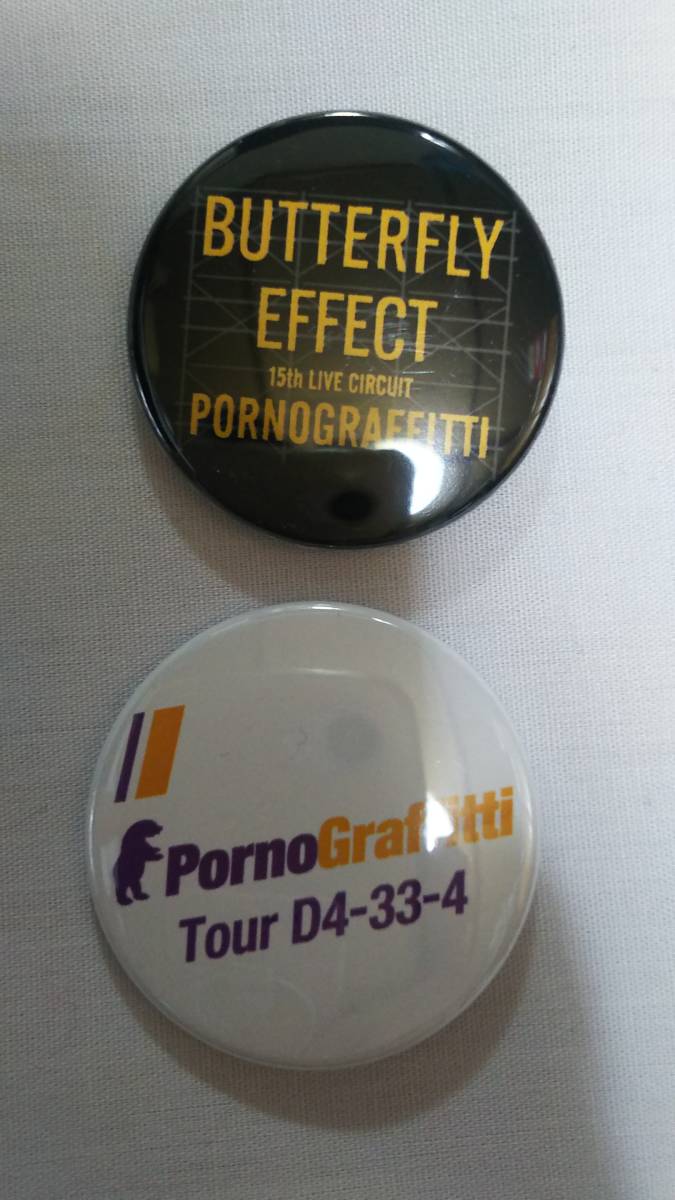 BUTTERFLY
EFFECT
15th LIVE CIRCUIT
PORNOGRAFFITTI
PornoGraffitti
Tour D4-33-4